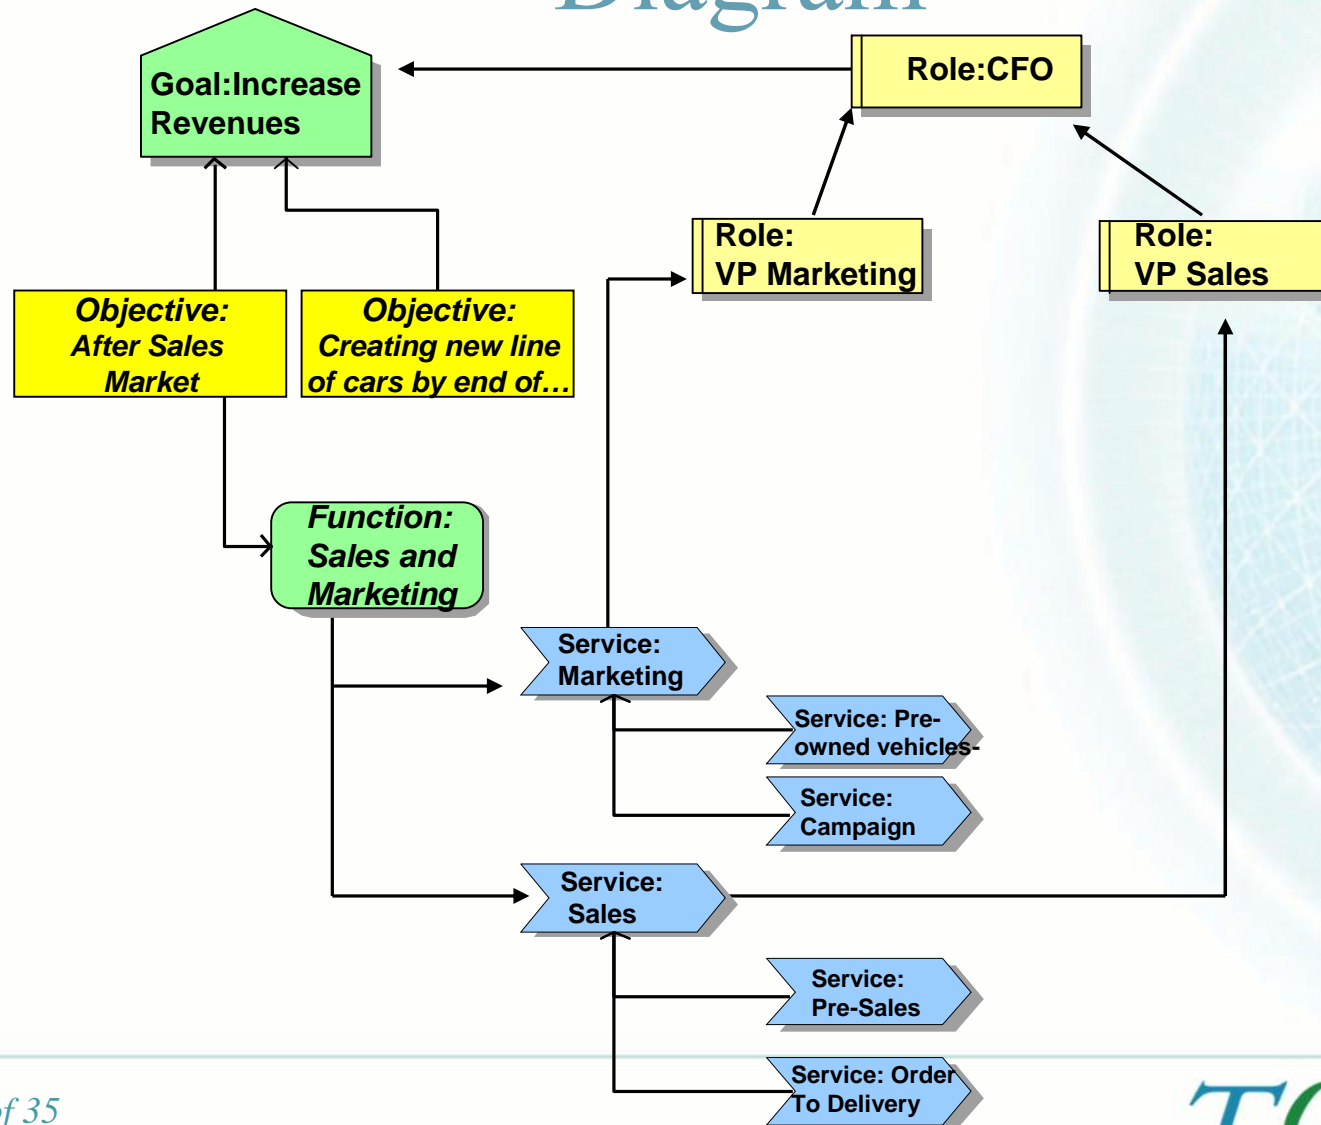 Diagram
Goal:Increase
Revenues
Role:CFO
Role:
VP Marketing
Role:
VP Sales
Objective:
After Sales
Market
Objective:
Creating new line
of cars by end of…
Function:
Sales and
Marketing
Service:
Marketing
Service: Pre-
owned vehicles-
Service:
Campaign
Service:
Sales
Service:
Pre-Sales
Service: Order
To Delivery
of 35